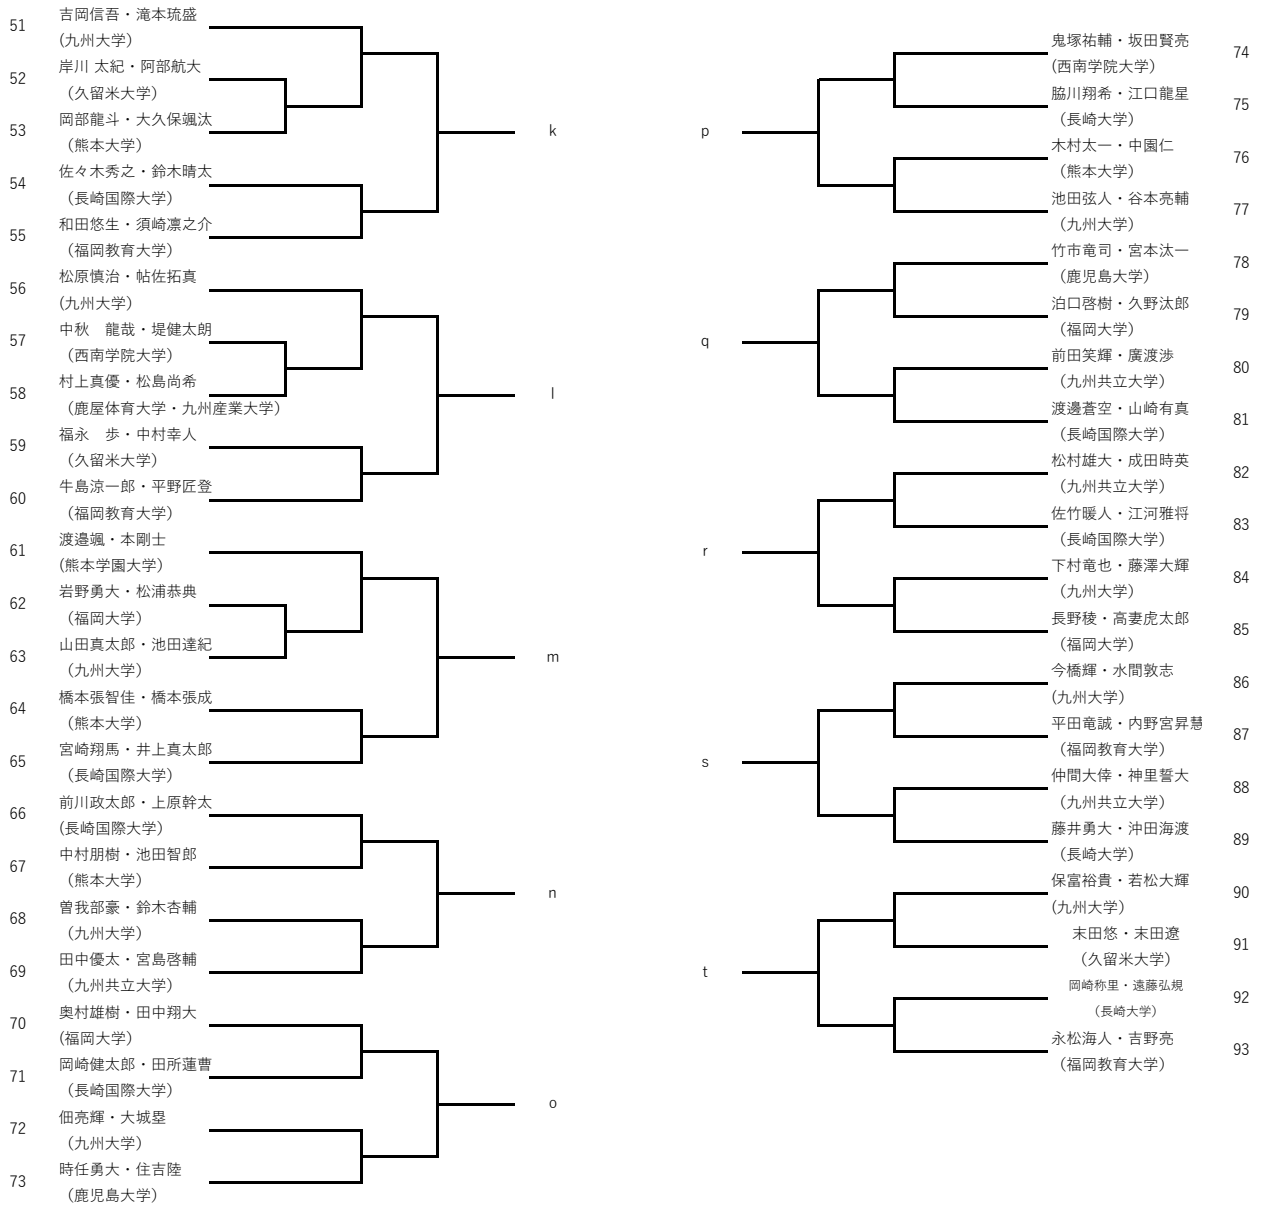 51 吉岡信吾・滝本琉盛
(九州大学)
52 岸川 太紀・阿部航大
（久留米大学）
53 岡部龍斗・大久保颯汰
（熊本大学）
k
54 佐々木秀之・鈴木晴太
（長崎国際大学）
55 和田悠生・須崎凛之介
（福岡教育大学）
56 松原慎治・帖佐拓真
(九州大学)
57 中秋　龍哉・堤健太朗
（西南学院大学）
58 村上真優・松島尚希
（鹿屋体育大学・九州産業大学）
l
59 福永　歩・中村幸人
（久留米大学）
60 牛島涼一郎・平野匠登
（福岡教育大学）
61 渡邉颯・本剛士
(熊本学園大学)
62 岩野勇大・松浦恭典
（福岡大学）
63 山田真太郎・池田達紀
（九州大学）
m
64 橋本張智佳・橋本張成
（熊本大学）
65 宮崎翔馬・井上真太郎
（長崎国際大学）
66 前川政太郎・上原幹太
(長崎国際大学)
67 中村朋樹・池田智郎
（熊本大学）
n
68 曽我部豪・鈴木杏輔
（九州大学）
69 田中優太・宮島啓輔
（九州共立大学）
70 奥村雄樹・田中翔大
(福岡大学)
71 岡崎健太郎・田所蓮曹
（長崎国際大学）
o
72 佃亮輝・大城塁
（九州大学）
73 時任勇大・住吉陸
（鹿児島大学）
鬼塚祐輔・坂田賢亮 74
(西南学院大学)
脇川翔希・江口龍星 75
（長崎大学）
p
木村太一・中園仁 76
（熊本大学）
池田弦人・谷本亮輔 77
（九州大学）
竹市竜司・宮本汰一 78
（鹿児島大学）
泊口啓樹・久野汰郎 79
（福岡大学）
q
前田笑輝・廣渡渉 80
（九州共立大学）
渡邊蒼空・山崎有真 81
（長崎国際大学）
松村雄大・成田時英 82
（九州共立大学）
佐竹暖人・江河雅将 83
（長崎国際大学）
r
下村竜也・藤澤大輝 84
（九州大学）
長野稜・高妻虎太郎 85
（福岡大学）
今橋輝・水間敦志 86
(九州大学)
平田竜誠・内野宮昇慧 87
（福岡教育大学）
s
仲間大倖・神里誓大 88
（九州共立大学）
藤井勇大・沖田海渡 89
（長崎大学）
保富裕貴・若松大輝 90
(九州大学)
末田悠・末田遼 91
（久留米大学）
t
岡崎称里・遠藤弘規 92
（長崎大学）
永松海人・吉野亮 93
（福岡教育大学）